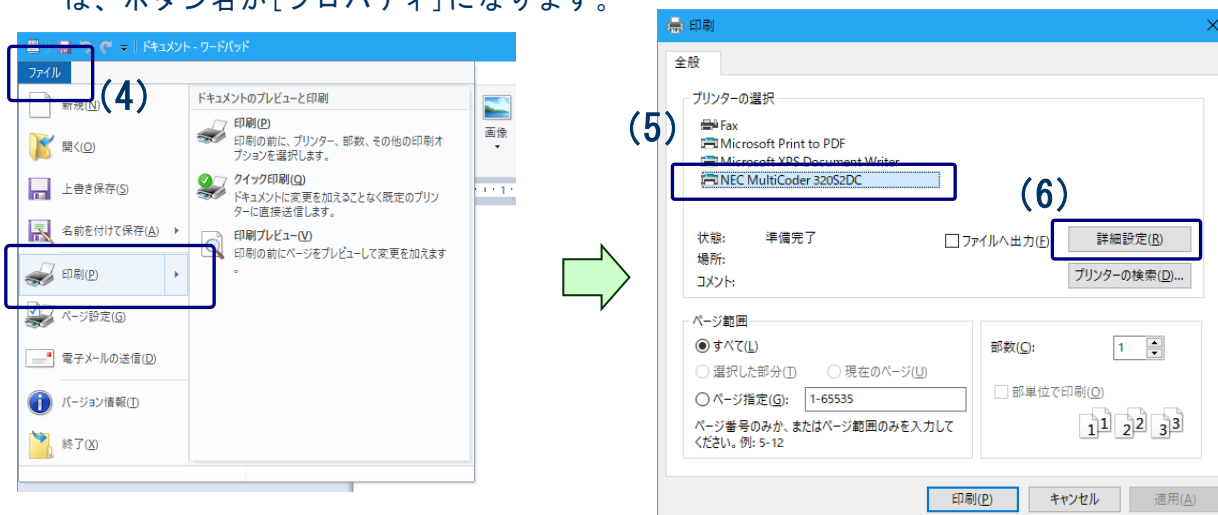 は、ボタン名が[プロパティ]になります。
ドキュメント - ワードパッド
ファイル
(4)
新規(N)
開く(O)
上書き保存(S)
名前を付けて保存(A)
印刷(P)
ページ設定(G)
電子メールの送信(D)
バージョン情報(T)
終了(X)
ドキュメントのプレビューと印刷
印刷(P)
印刷の前に、プリンター、部数、その他の印刷オ
プションを選択します。
クイック印刷(Q)
ドキュメントに変更を加えることなく既定のプリン
ターに直接送信します。
印刷プレビュー(V)
印刷の前にページをプレビューして変更を加えます
。
画像
1
印刷
全般
プリンターの選択
(5)
Fax
Microsoft Print to PDF
Microsoft XPS Document Writer
NEC MultiCoder 320S2DC
(6)
状態: 準備完了
場所:
コメント:
ファイルへ出力(F)
詳細設定(R)
プリンターの検索(D)...
ページ範囲
すべて(L)
選択した部分(T) 現在のページ(U)
ページ指定(G): 1-65535
ページ番号のみか、またはページ範囲のみを入力して
ください。例: 5-12
部数(C): 1
部単位で印刷(O)
1 1 2 2 3 3
印刷(P) キャンセル 適用(A)